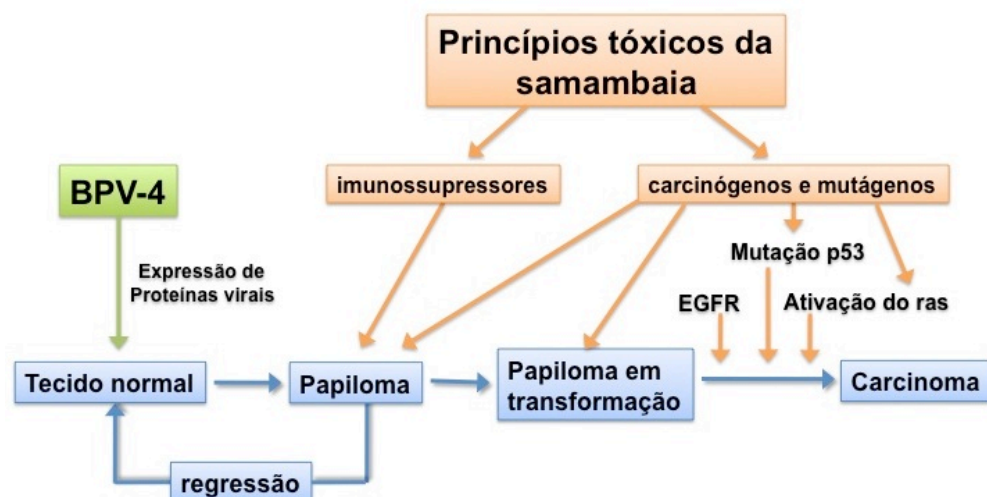 Princípios tóxicos da
samambaia
BPV-4
imunossupressores
carcinógenos e mutágenos
Expressão de
Proteínas virais
Mutação p53
EGFR
Ativação do ras
Tecido normal
Papiloma
Papiloma em
transformação
Carcinoma
regressão